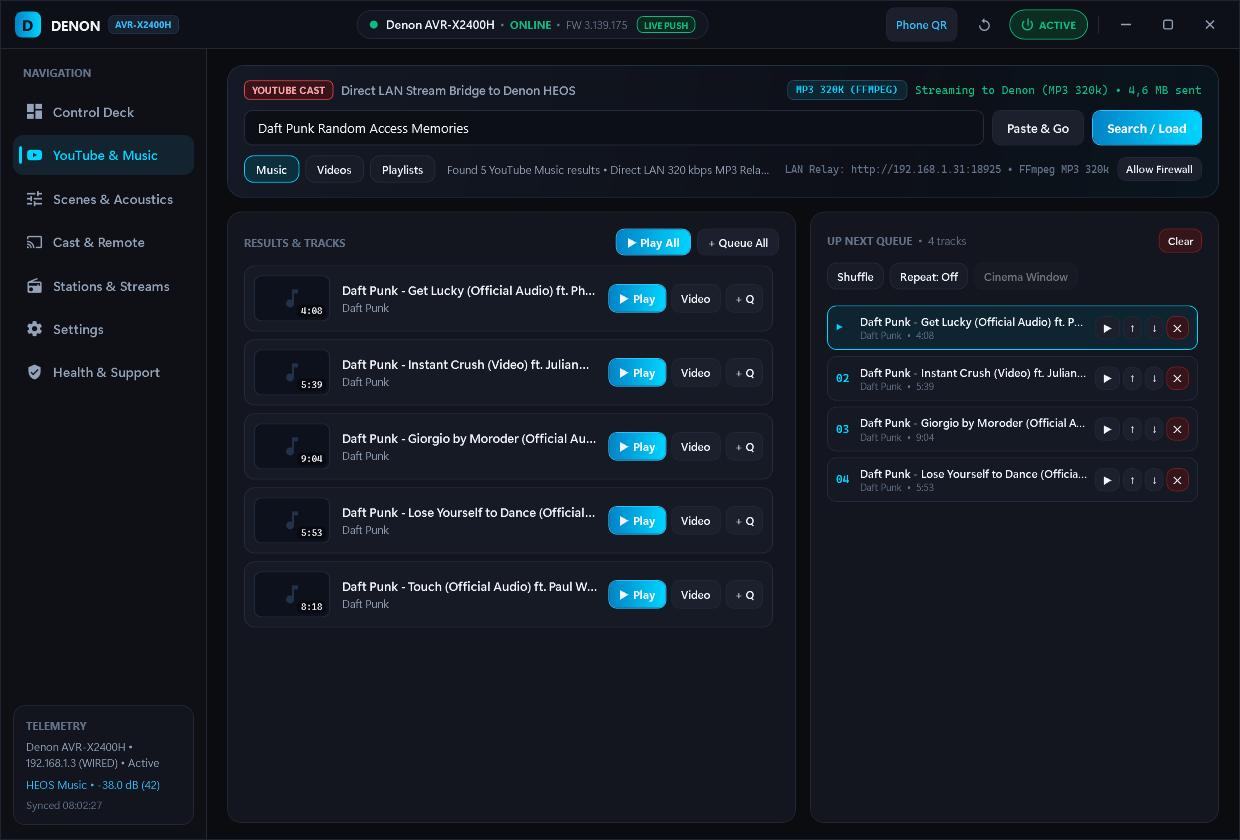 D DENON AVR-X2400H
Denon AVR-X2400H • ONLINE • FW 3.139.175 LIVE PUSH
Phone QR
ACTIVE
NAVIGATION
Control Deck
YouTube & Music
Scenes & Acoustics
Cast & Remote
Stations & Streams
Settings
Health & Support
TELEMETRY
Denon AVR-X2400H •
192.168.1.3 (WIRED) • Active
HEOS Music • -38.0 dB (42)
Synced 08:02:27
YOUTUBE CAST Direct LAN Stream Bridge to Denon HEOS
MP3 320K (FFMPEG) Streaming to Denon (MP3 320k) • 4,6 MB sent
Daft Punk Random Access Memories
Paste & Go
Search / Load
Music
Videos
Playlists
Found 5 YouTube Music results • Direct LAN 320 kbps MP3 Rela...
LAN Relay: http://192.168.1.31:18925 • FFmpeg MP3 320k
Allow Firewall
RESULTS & TRACKS
▶ Play All
+ Queue All
4:08
Daft Punk - Get Lucky (Official Audio) ft. Ph...
Daft Punk
▶ Play
Video
+ Q
5:39
Daft Punk - Instant Crush (Video) ft. Julian...
Daft Punk
▶ Play
Video
+ Q
9:04
Daft Punk - Giorgio by Moroder (Official Au...
Daft Punk
▶ Play
Video
+ Q
5:53
Daft Punk - Lose Yourself to Dance (Official...
Daft Punk
▶ Play
Video
+ Q
8:18
Daft Punk - Touch (Official Audio) ft. Paul W...
Daft Punk
▶ Play
Video
+ Q
UP NEXT QUEUE • 4 tracks
Clear
Shuffle
Repeat: Off
Cinema Window
Daft Punk - Get Lucky (Official Audio) ft. P...
Daft Punk • 4:08
02
Daft Punk - Instant Crush (Video) ft. Julian...
Daft Punk • 5:39
03
Daft Punk - Giorgio by Moroder (Official A...
Daft Punk • 9:04
04
Daft Punk - Lose Yourself to Dance (Officia...
Daft Punk • 5:53